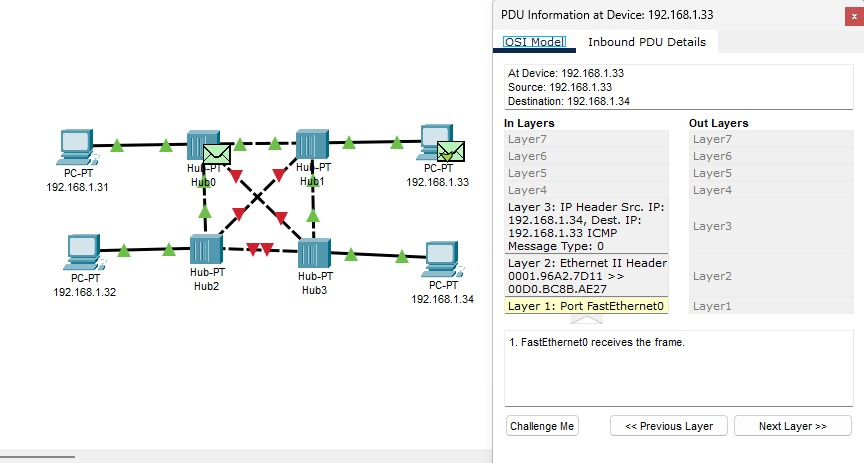 PDU Information at Device: 192.168.1.33
x
OSI Model
Inbound PDU Details
At Device: 192.168.1.33
Source: 192.168.1.33
Destination: 192.168.1.34
In Layers
Layer7
Layer6
Layer5
Layer4
Layer 3: IP Header Src. IP:
192.168.1.34, Dest. IP:
192.168.1.33 ICMP
Message Type: 0
Layer 2: Ethernet II Header
0001.96A2.7D11 >>
00D0.BC8B.AE27
Layer 1: Port FastEthernet0
Out Layers
Layer7
Layer6
Layer5
Layer4
Layer3
Layer2
Layer1
1. FastEthernet0 receives the frame.
Challenge Me
<< Previous Layer
Next Layer >>
PC-PT
192.168.1.31
Hub-PT
Hub0
Hub-PT
Hub1
PC-PT
192.168.1.33
PC-PT
192.168.1.32
Hub-PT
Hub2
Hub-PT
Hub3
PC-PT
192.168.1.34